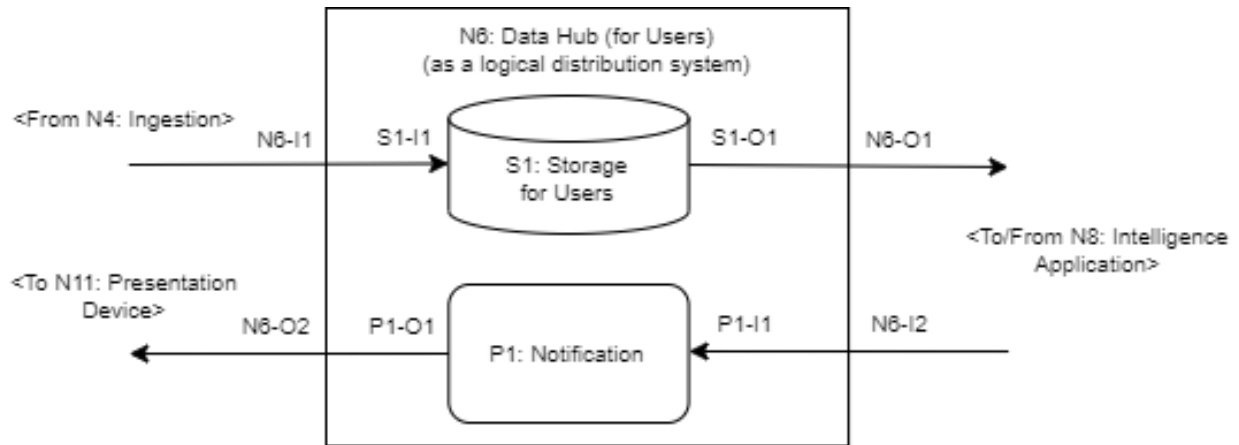 N6: Data Hub (for Users)
(as a logical distribution system)
<From N4: Ingestion>
N6-I1
S1-I1
S1: Storage
for Users
S1-O1
N6-O1
<To/From N8: Intelligence
Application>
<To N11: Presentation
Device>
N6-O2
P1-O1
P1: Notification
P1-I1
N6-I2